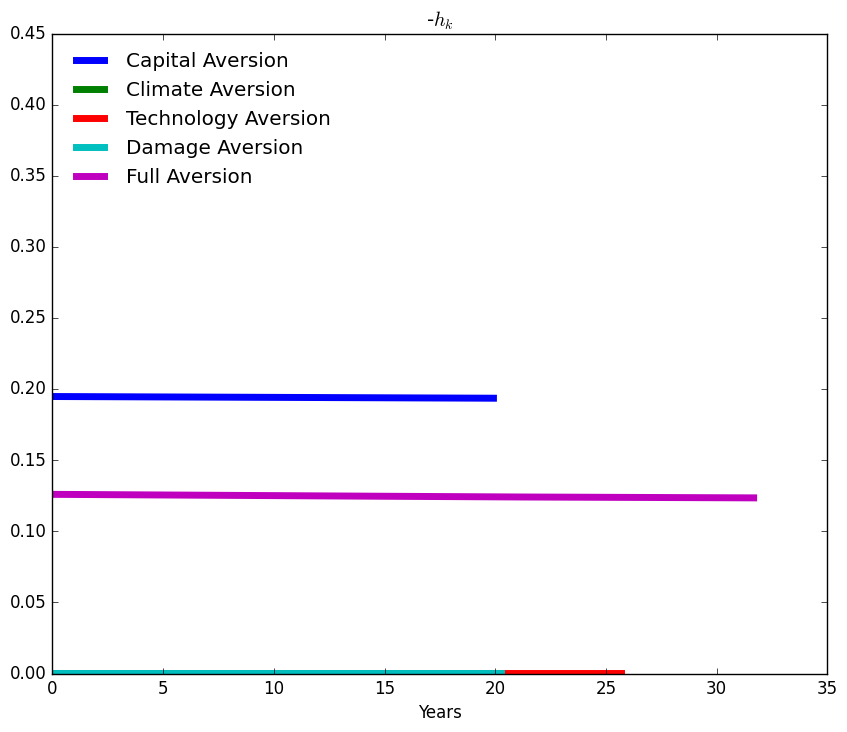 -h_k
0.45
0.40
0.35
0.30
0.25
0.20
0.15
0.10
0.05
0.00
Capital Aversion
Climate Aversion
Technology Aversion
Damage Aversion
Full Aversion
0 5 10 15 20 25 30 35
Years